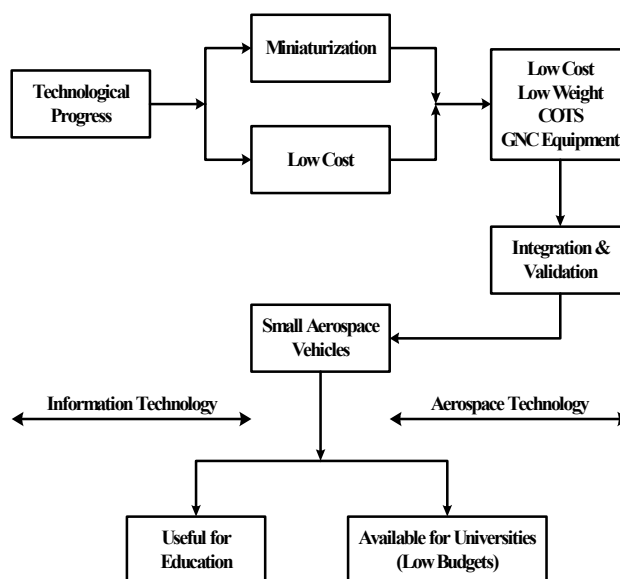 Miniaturization
Technological
Progress
Low Cost
Low Cost
Low Weight
COTS
GNC Equipment
Integration &
Validation
Small Aerospace
Vehicles
Information Technology
Aerospace Technology
Useful for
Education
Available for Universities
(Low Budgets)